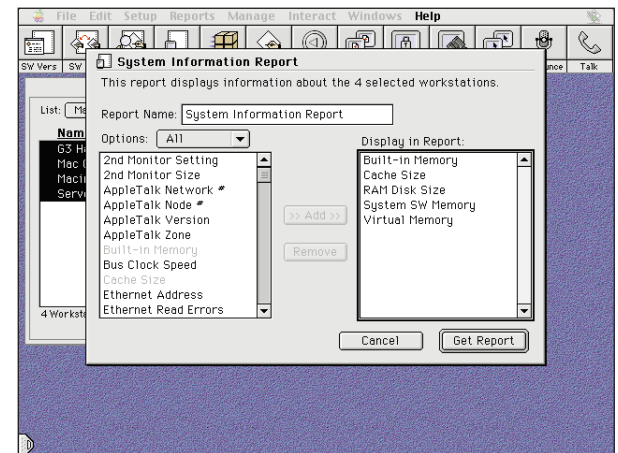 File Edit Setup Reports Manage Interact Windows Help
SW Vers SW Talk
System Information Report
This report displays information about the 4 selected workstations.
Report Name: System Information Report
Options: All
2nd Monitor Setting
2nd Monitor Size
AppleTalk Network #
AppleTalk Node #
AppleTalk Version
AppleTalk Zone
Built-in Memory
Bus Clock Speed
Cache Size
Ethernet Address
Ethernet Read Errors
>> Add >>
Remove
Display in Report:
Built-in Memory
Cache Size
RAM Disk Size
System SW Memory
Virtual Memory
Cancel Get Report
List: Ma
Nam
G3 H
Mac
Maci
Serv
4 Worksta